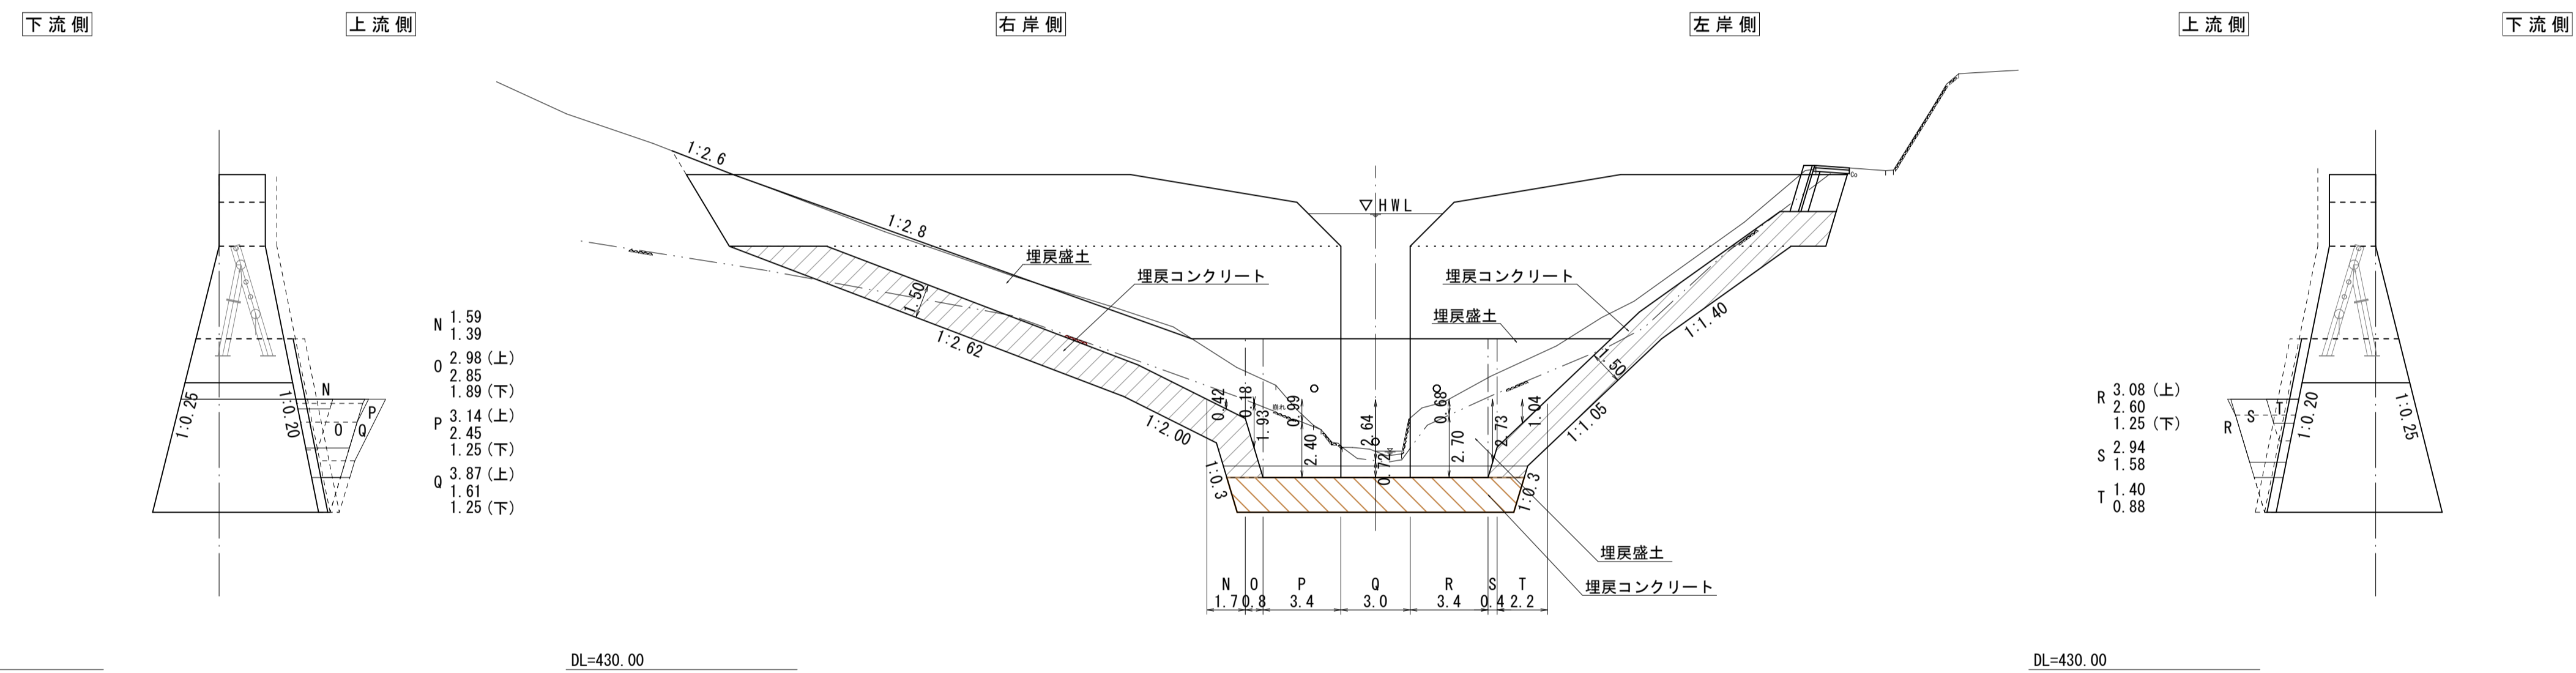 下流側
上流側
右岸側
左岸側
上流側
下流側
1:2.6
1:2.8
▽HWL
Co
埋戻盛土
埋戻コンクリート
埋戻コンクリート
埋戻盛土
1.50
1:2.62
1:1.40
1.50
1:2.00
1:1.05
1:0.3
1:0.3
0.42
0.18
1.93
0.99
崩れ
2.40
2.64
0.72
0.68
2.70
2.73
1.04
N 1.59
1.39
O 2.98(上)
2.85
1.89(下)
P 3.14(上)
2.45
1.25(下)
Q 3.87(上)
1.61
1.25(下)
1:0.25
1:0.20
N
P
O Q
R 3.08(上)
2.60
1.25(下)
S 2.94
1.58
T 1.40
0.88
T
S
R
1:0.20
1:0.25
埋戻盛土
埋戻コンクリート
N O P Q R S T
1.7 0.8 3.4 3.0 3.4 0.4 2.2
DL=430.00
DL=430.00